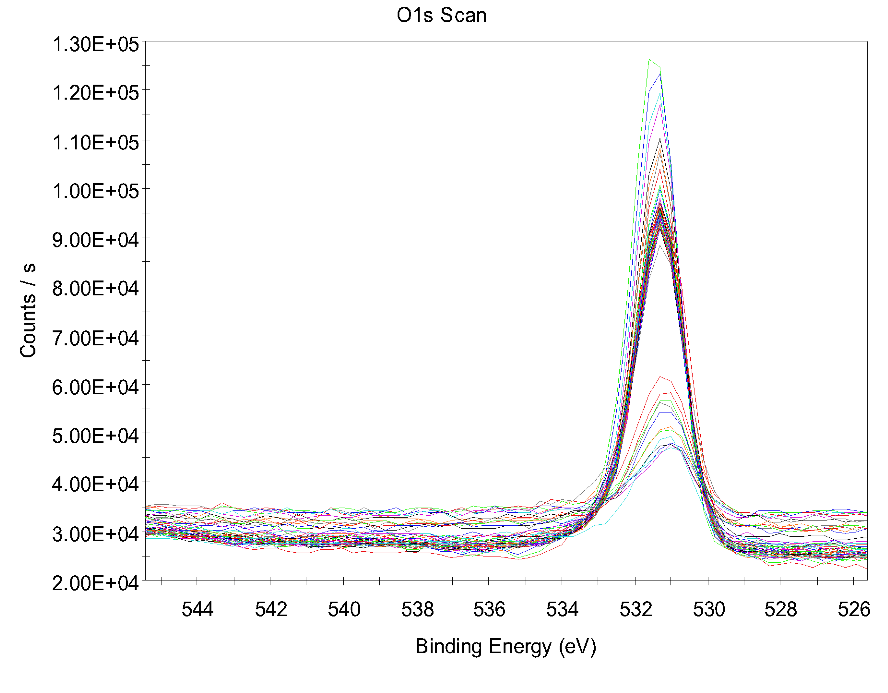 O1s Scan
1.30E+05
1.20E+05
1.10E+05
1.00E+05
9.00E+04
8.00E+04
7.00E+04
6.00E+04
5.00E+04
4.00E+04
3.00E+04
2.00E+04
Counts / s
544 542 540 538 536 534 532 530 528 526
Binding Energy (eV)